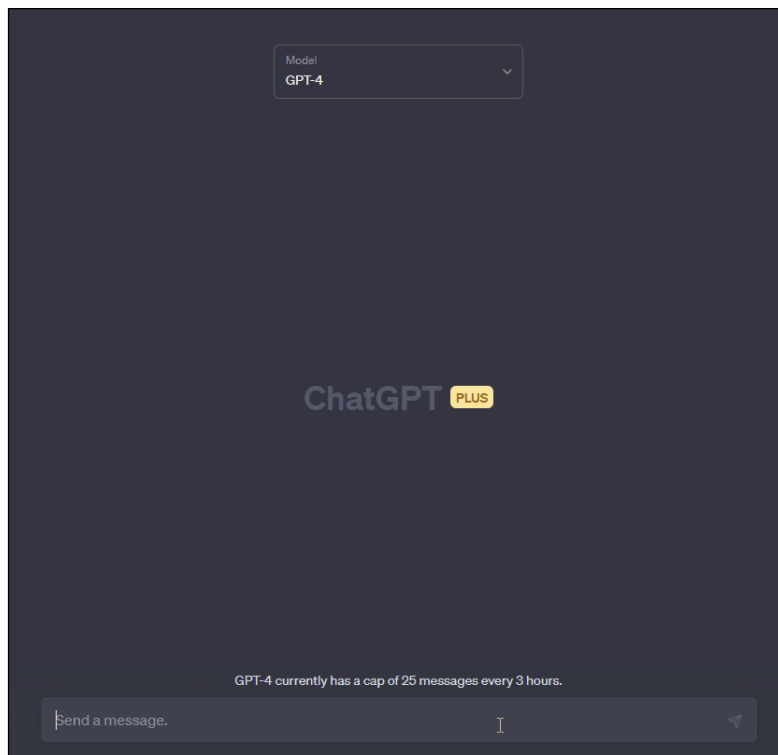 Model
GPT-4
ChatGPT PLUS
GPT-4 currently has a cap of 25 messages every 3 hours.
Send a message.